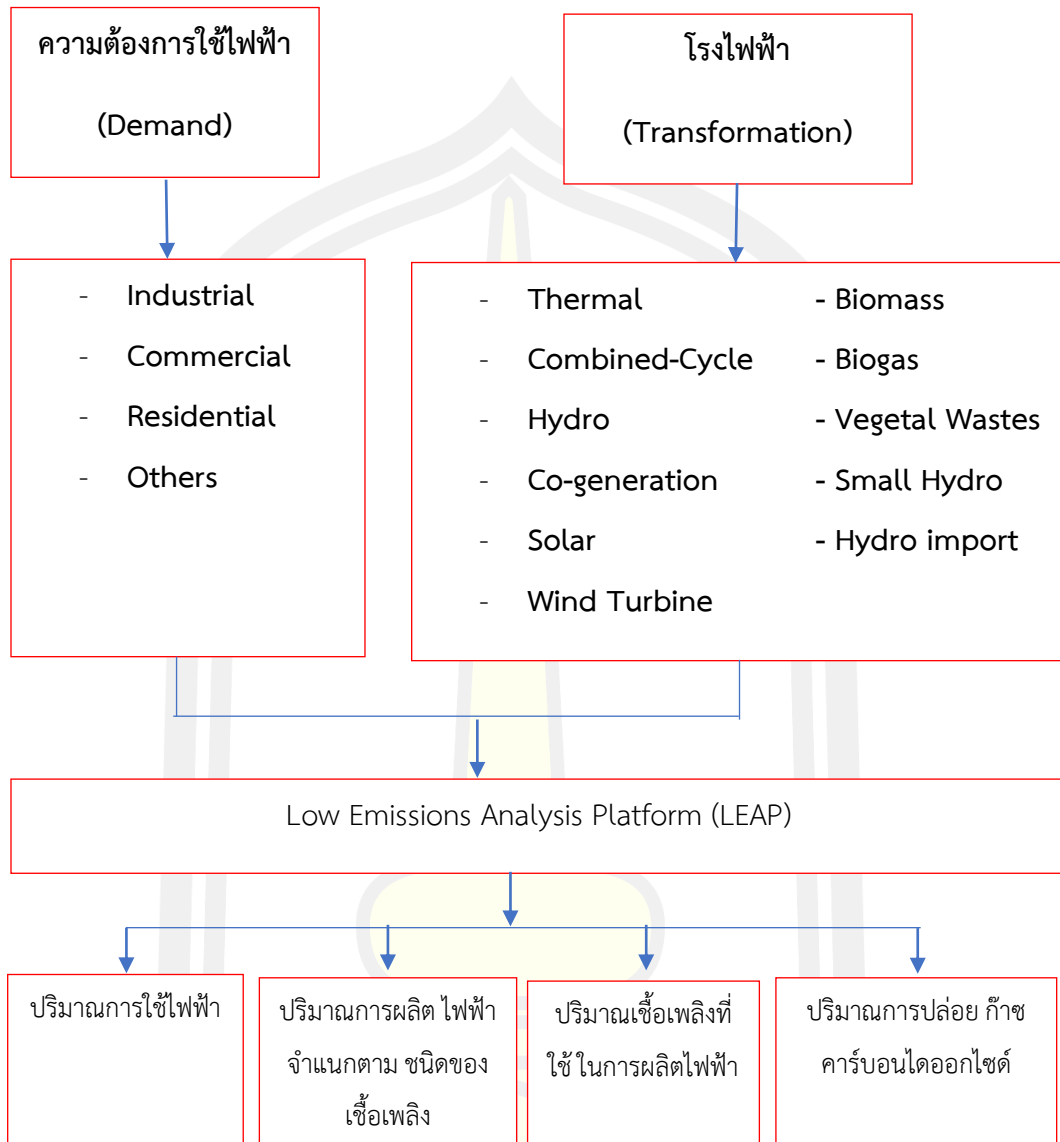 ความต้องการใช้ไฟฟ้า
(Demand)
โรงไฟฟ้า
(Transformation)
- Industrial
- Commercial
- Residential
- Others
- Thermal
- Combined-Cycle
- Hydro
- Co-generation
- Solar
- Wind Turbine
- Biomass
- Biogas
- Vegetal Wastes
- Small Hydro
- Hydro import
Low Emissions Analysis Platform (LEAP)
ปริมาณการใช้ไฟฟ้า
ปริมาณการผลิต ไฟฟ้า
จำแนกตาม ชนิดของ
เชื้อเพลิง
ปริมาณเชื้อเพลิงที่
ใช้ ในการผลิตไฟฟ้า
ปริมาณการปล่อย ก๊าซ
คาร์บอนไดออกไซด์